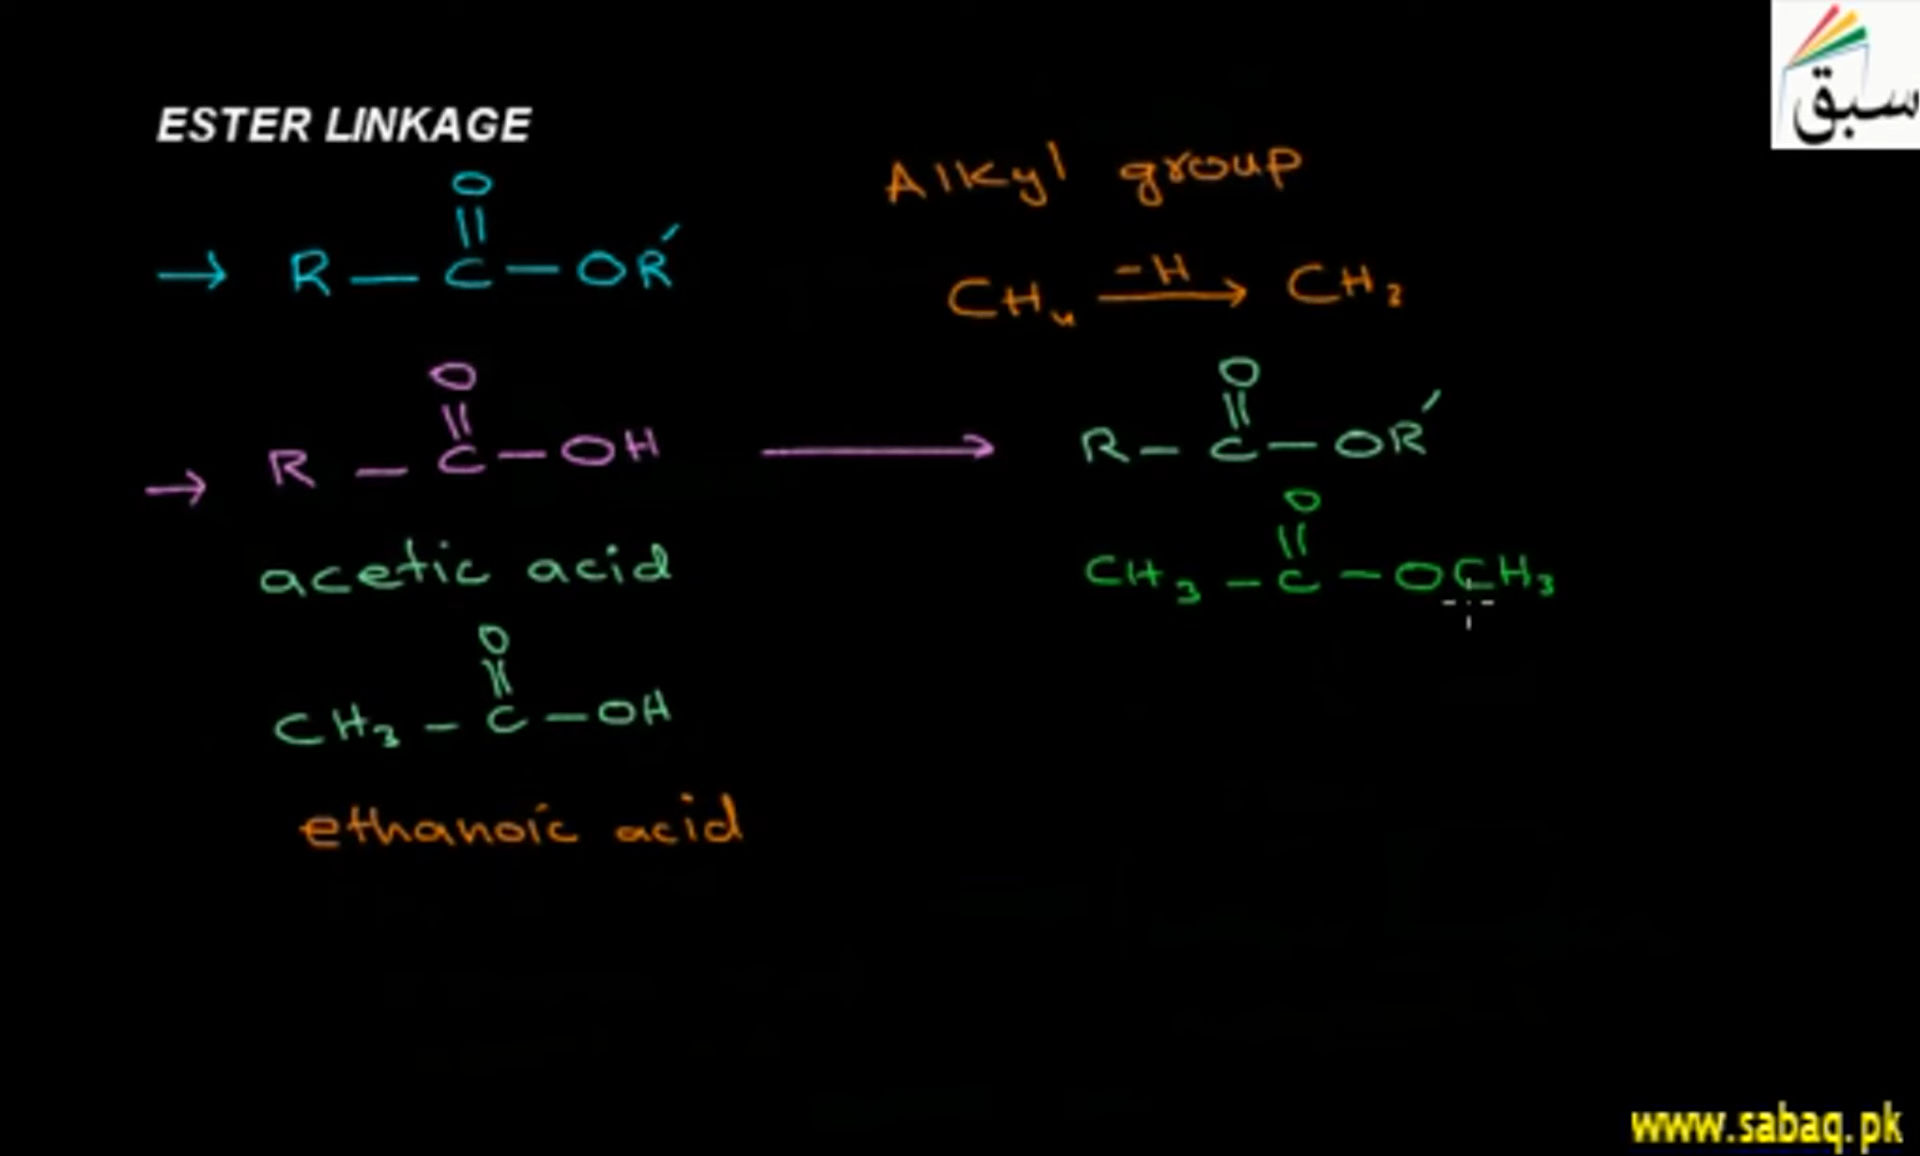 سبق
ESTER LINKAGE
Alkyl group
O
||
→ R — C — OR′
CH₄ —-H→ CH₃
O
||
→ R — C — OH ⟶
O
||
R — C — OR′
acetic acid
O
||
CH₃ — C — OCH₃
O
||
CH₃ — C — OH
ethanoic acid
www.sabaq.pk